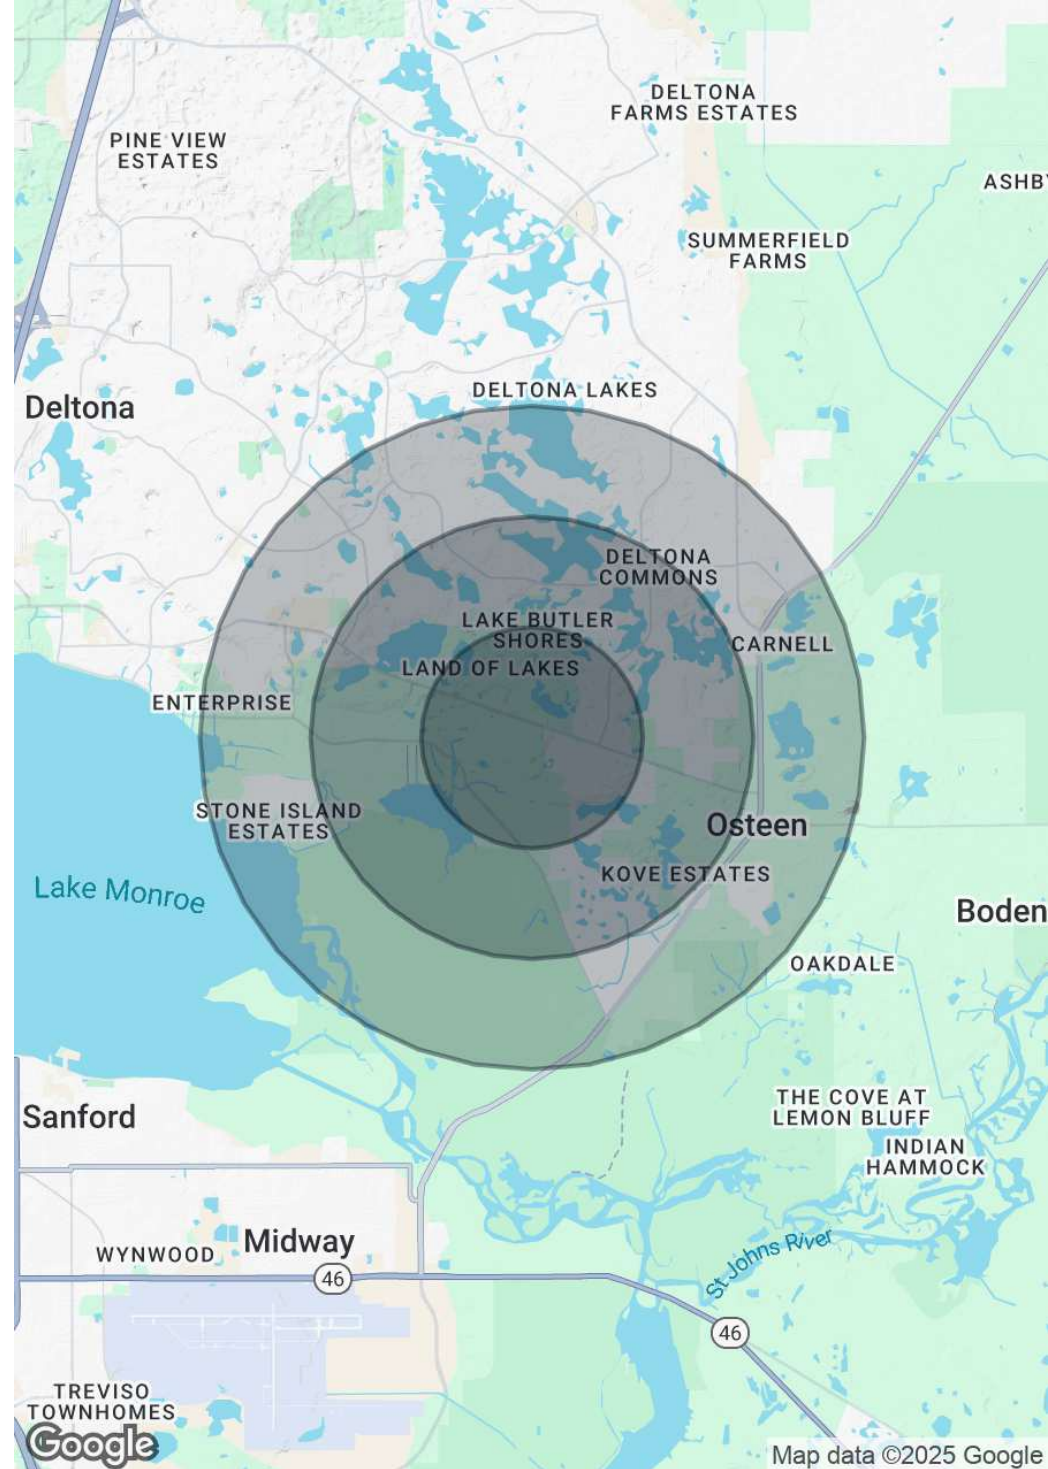 DELTONA
FARMS ESTATES
PINE VIEW
ESTATES
ASHBY
SUMMERFIELD
FARMS
DELTONA LAKES
Deltona
DELTONA
COMMONS
LAKE BUTLER
SHORES
CARNELL
LAND OF LAKES
ENTERPRISE
STONE ISLAND
ESTATES
Osteen
KOVE ESTATES
Lake Monroe
Boden
OAKDALE
THE COVE AT
LEMON BLUFF
Sanford
INDIAN
HAMMOCK
Midway
WYNWOOD
St Johns River
46
46
TREVISO
TOWNHOMES
Google
Map data ©2025 Google